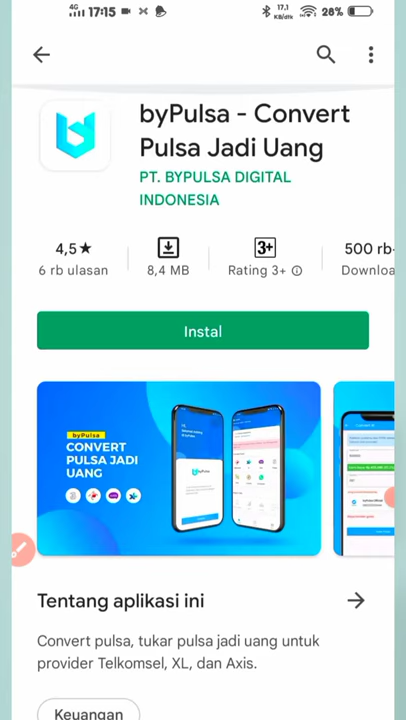 4G 17:15 17.1 KB/dtk 28%
byPulsa - Convert
Pulsa Jadi Uang
PT. BYPULSA DIGITAL
INDONESIA
4,5★ 8,4 MB 3+ 500 rb
6 rb ulasan Rating 3+ Downloa
Instal
byPulsa
CONVERT
PULSA JADI
UANG
Tentang aplikasi ini
Convert pulsa, tukar pulsa jadi uang untuk
provider Telkomsel, XL, dan Axis.
Keuangan